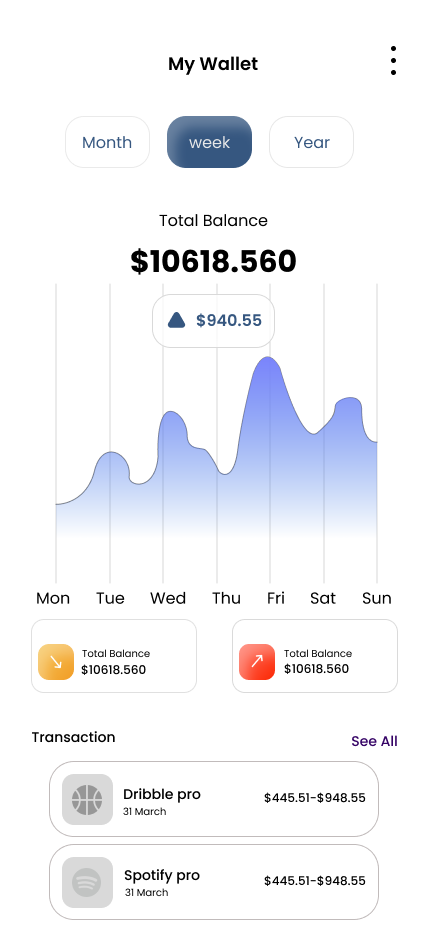 My Wallet
Month week Year
Total Balance
$10618.560
$940.55
Mon Tue Wed Thu Fri Sat Sun
Total Balance
$10618.560
Total Balance
$10618.560
Transaction
See All
Dribble pro
31 March
$445.51-$948.55
Spotify pro
31 March
$445.51-$948.55